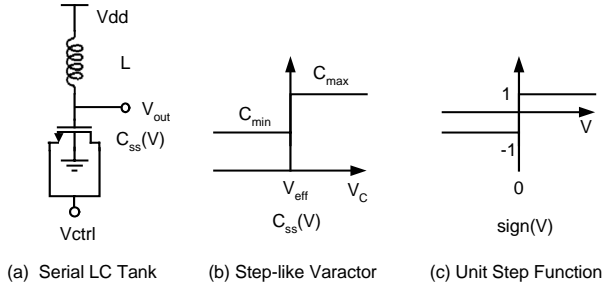 Vdd
L
Vout
Css(V)
Vctrl
(a) Serial LC Tank
Cmax
Cmin
Veff
VC
Css(V)
(b) Step-like Varactor
1
V
-1
0
sign(V)
(c) Unit Step Function